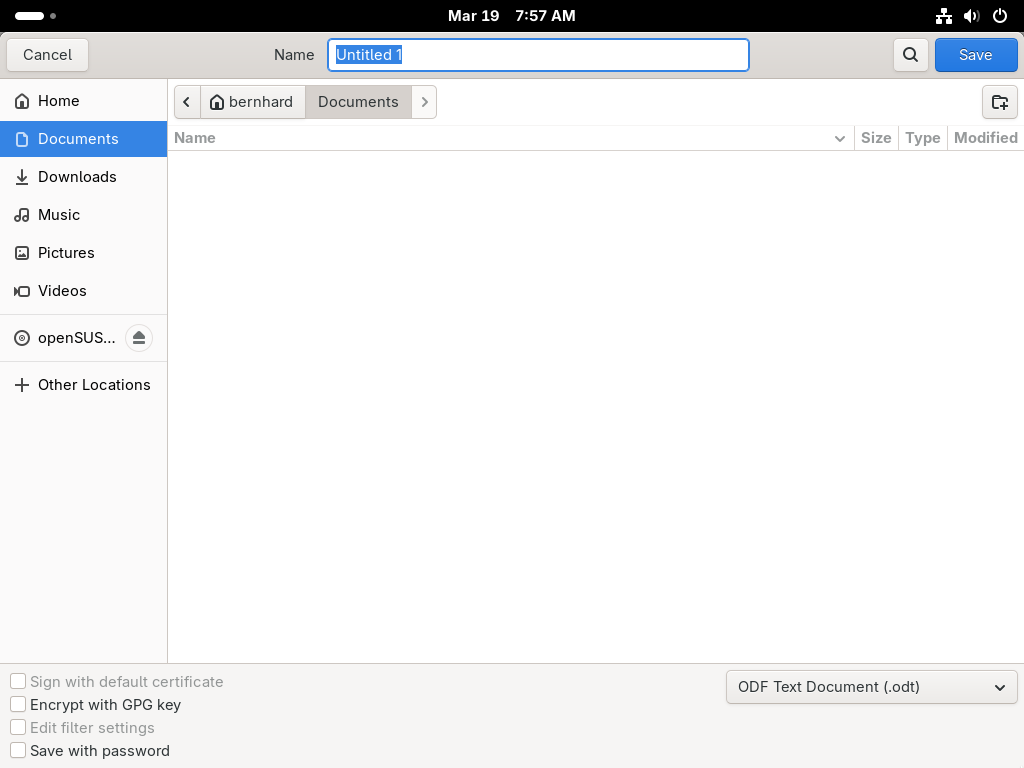 Mar 19 7:57 AM
Cancel Name Untitled 1 Save
Home
Documents
Downloads
Music
Pictures
Videos
openSUS...
Other Locations
bernhard Documents
Name Size Type Modified
Sign with default certificate
Encrypt with GPG key
Edit filter settings
Save with password
ODF Text Document (.odt)